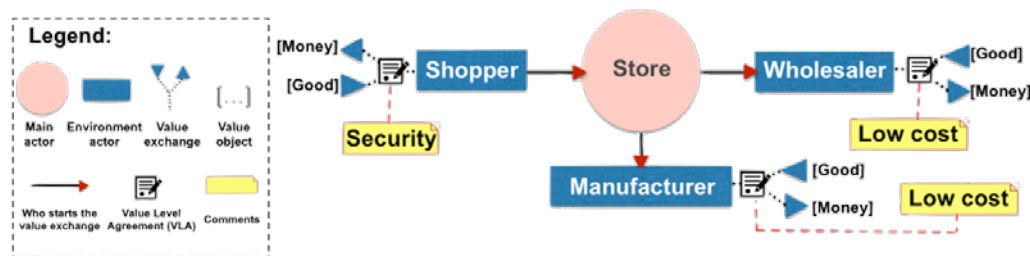 Legend:
Main
actor
Environment
actor
Value
exchange
[...]
Value
object
Who starts the
value exchange
Value Level
Agreement (VLA)
Comments
[Money]
[Good]
Shopper
Security
Store
Wholesaler
[Good]
[Money]
Low cost
Manufacturer
[Good]
[Money]
Low cost